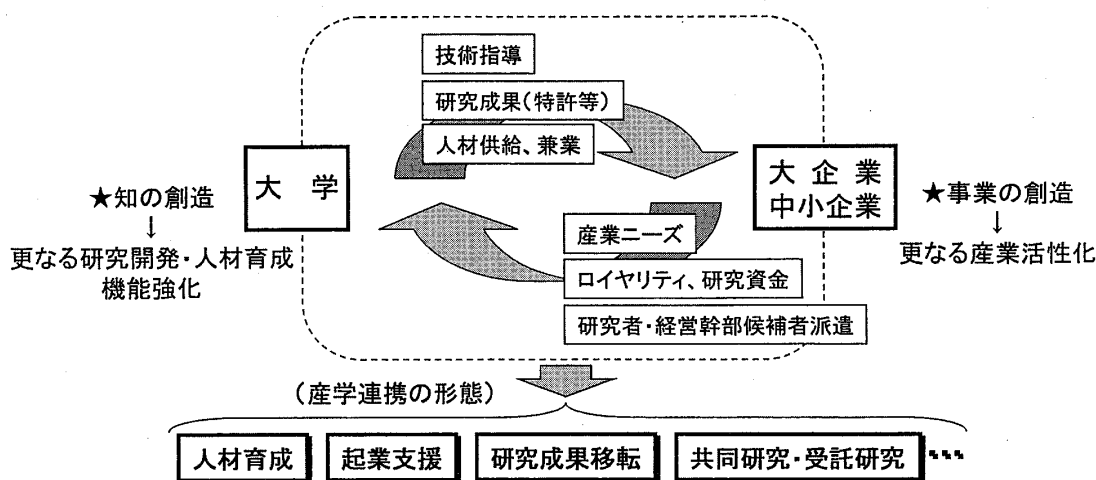 技術指導
研究成果(特許等)
人材供給、兼業
大 学
大 企 業
中小企業
★知の創造
↓
更なる研究開発・人材育成
機能強化
★事業の創造
↓
更なる産業活性化
産業ニーズ
ロイヤリティ、研究資金
研究者・経営幹部候補者派遣
(産学連携の形態)
人材育成
起業支援
研究成果移転
共同研究・受託研究